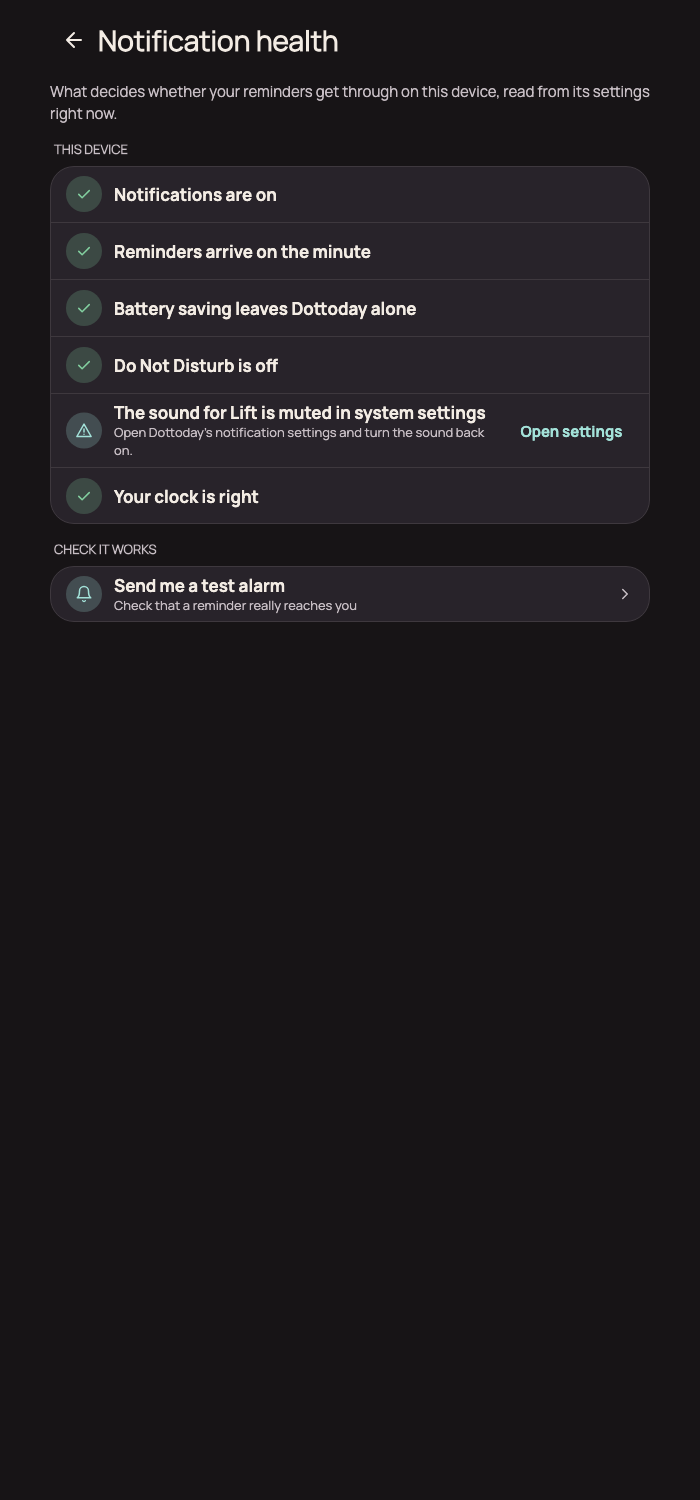 Notification health
What decides whether your reminders get through on this device, read from its settings
right now.
THIS DEVICE
Notifications are on
Reminders arrive on the minute
Battery saving leaves Dottoday alone
Do Not Disturb is off
The sound for Lift is muted in system settings
Open Dottoday's notification settings and turn the sound back
on.
Open settings
Your clock is right
CHECK IT WORKS
Send me a test alarm
Check that a reminder really reaches you